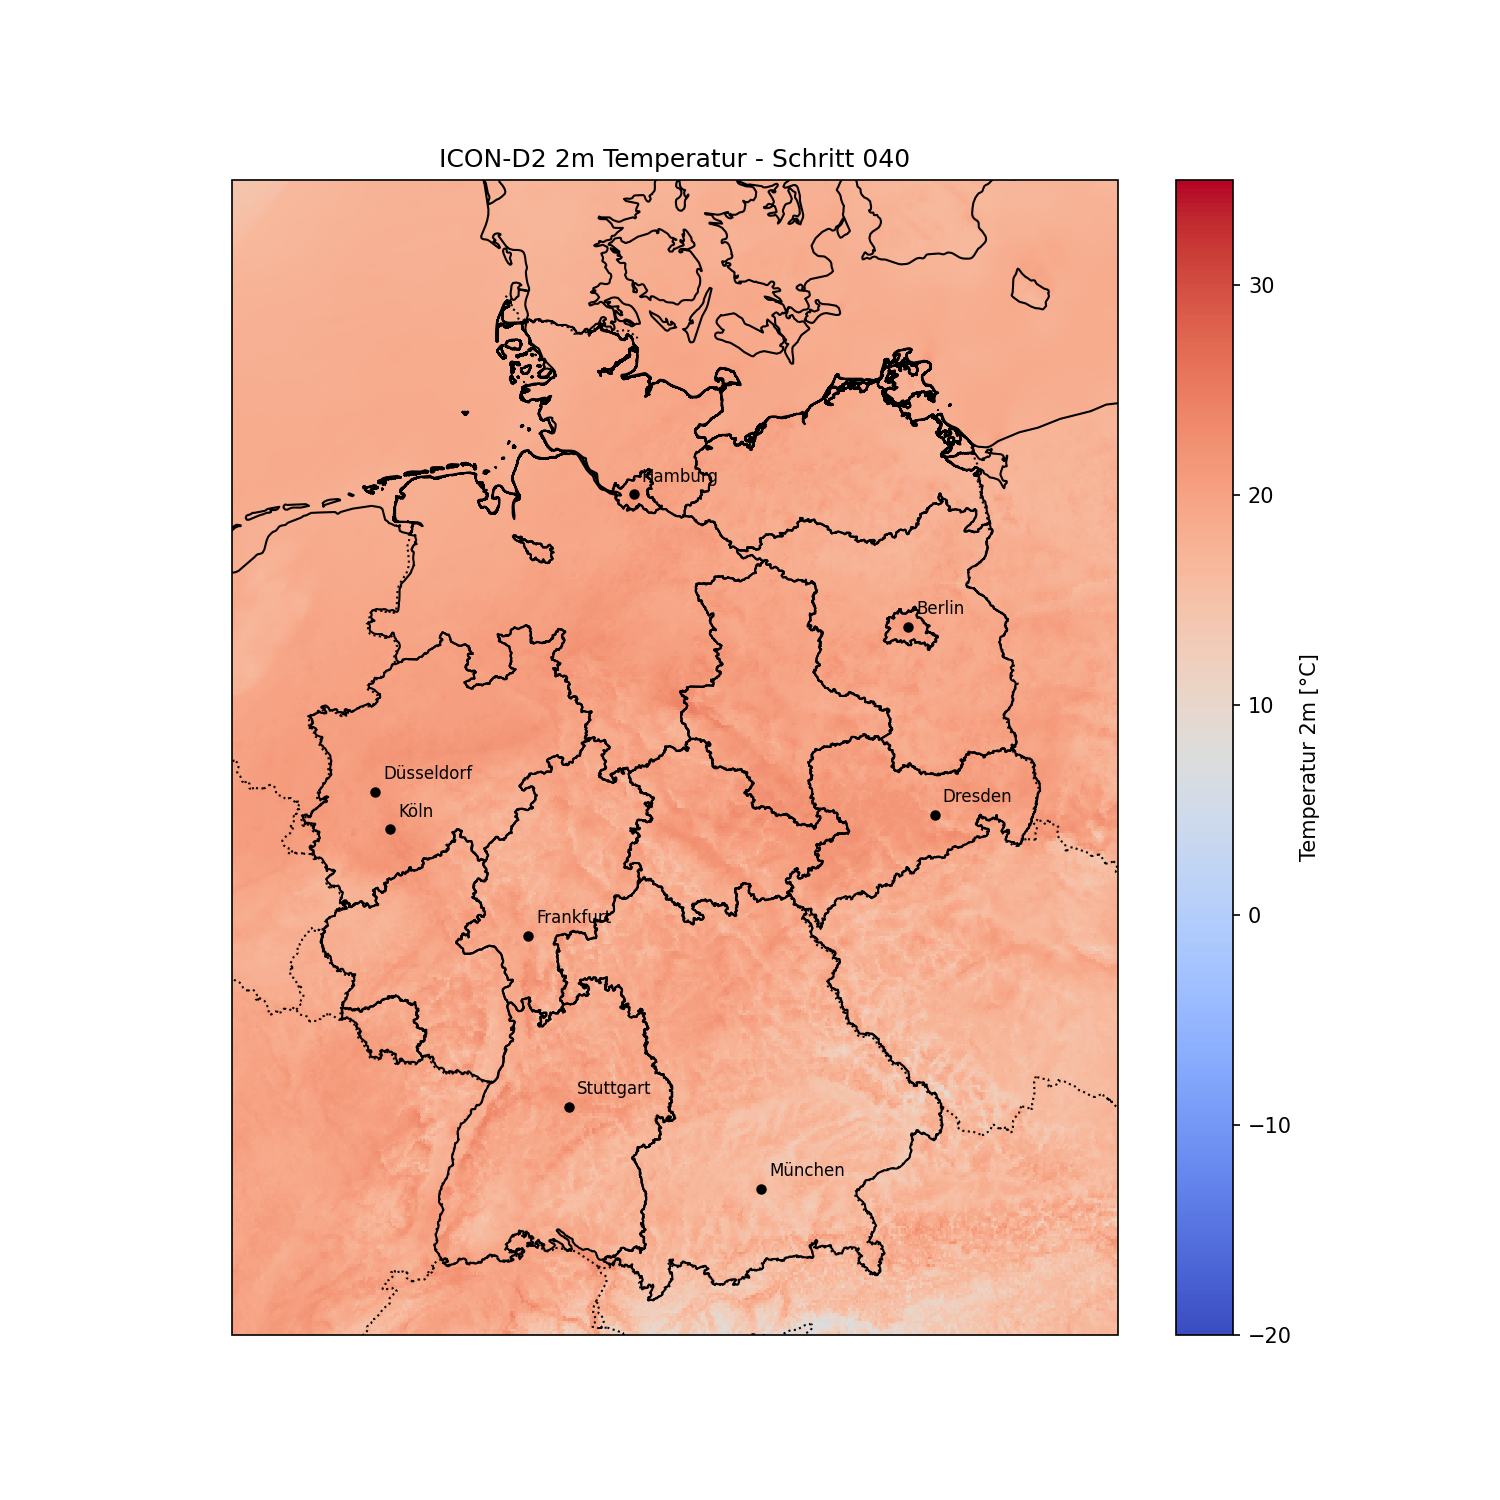 ICON-D2 2m Temperatur - Schritt 040
Hamburg
Berlin
Düsseldorf
Köln
Dresden
Frankfurt
Stuttgart
München
30
20
10
0
−10
−20
Temperatur 2m [°C]